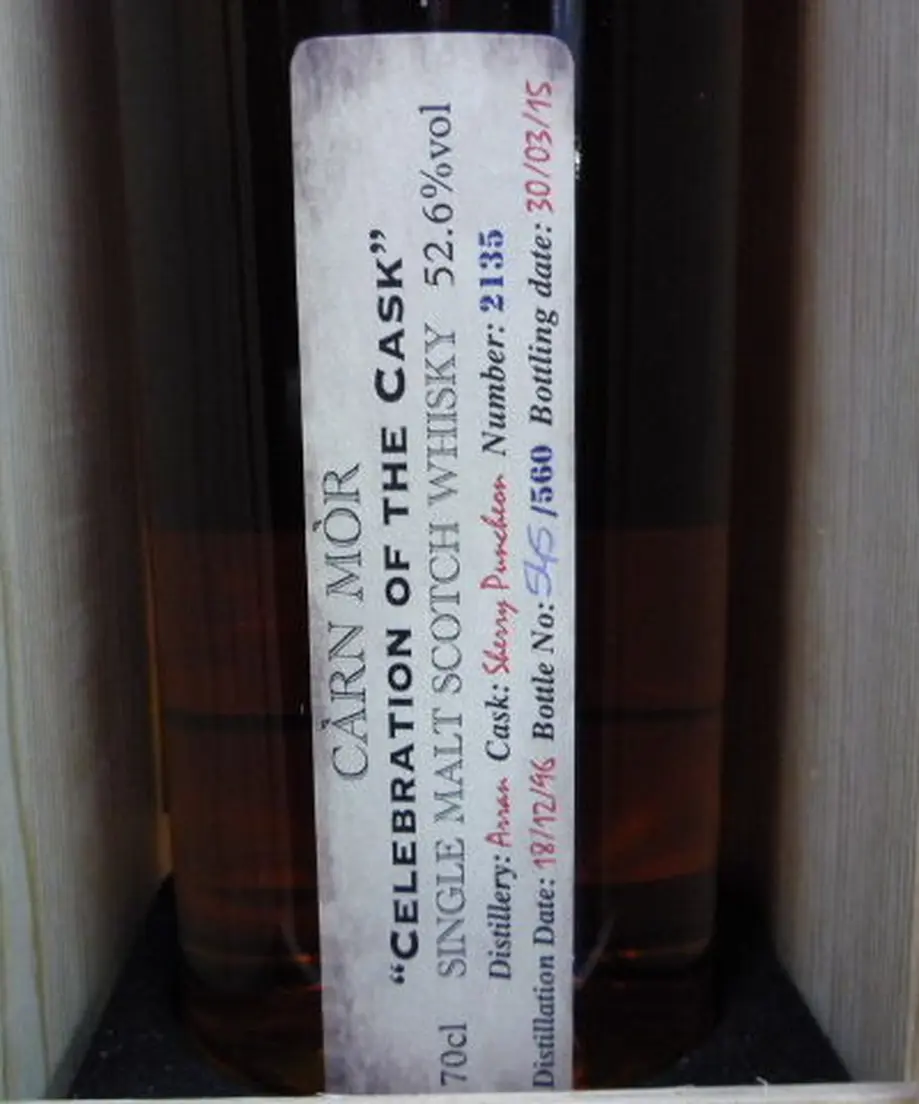 CÀRN MÒR
“CELEBRATION OF THE CASK”
70cl SINGLE MALT SCOTCH WHISKY 52.6%vol
Distillery: Arran Cask: Sherry Puncheon Number: 2135
Distillation Date: 18/12/96 Bottle No: 545/560 Bottling date: 30/03/15